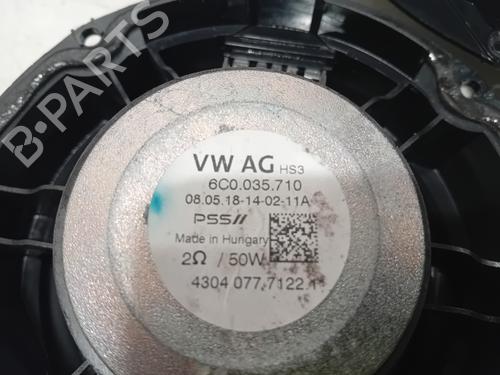 B-PARTS
VW AG HS3
6C0.035.710
08.05.18-14-02-11A
PSS//
Made in Hungary
2Ω / 50W
4304 077.7122